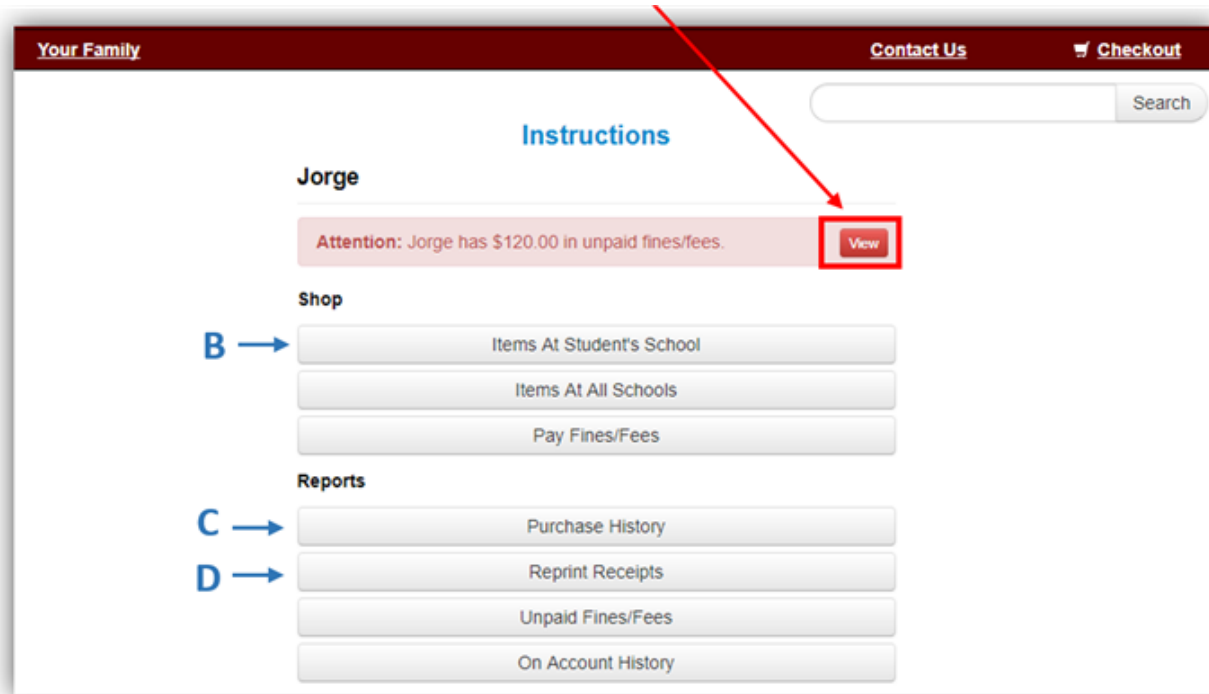 Your Family Contact Us Checkout
Search
Instructions
Jorge
Attention: Jorge has $120.00 in unpaid fines/fees. View
Shop
B Items At Student's School
Items At All Schools
Pay Fines/Fees
Reports
C Purchase History
D Reprint Receipts
Unpaid Fines/Fees
On Account History